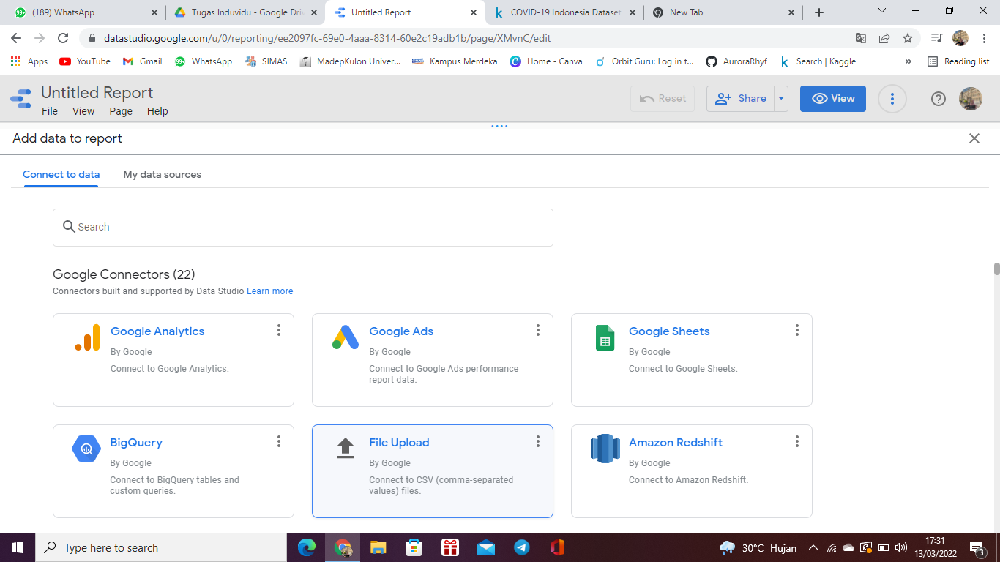 (189) WhatsApp
Tugas Induvidu - Google Driv
Untitled Report
COVID-19 Indonesia Dataset
New Tab
datastudio.google.com/u/0/reporting/ee2097fc-69e0-4aaa-8314-60e2c19adb1b/page/XMvnC/edit
Apps
YouTube
Gmail
99+ WhatsApp
SIMAS
MadepKulon Univer...
Kampus Merdeka
Home - Canva
Orbit Guru: Log in t...
AuroraRhyf
Search | Kaggle
»
Reading list
Untitled Report
File View Page Help
Reset
Share
View
Add data to report
Connect to data
My data sources
Search
Google Connectors (22)
Connectors built and supported by Data Studio Learn more
Google Analytics
By Google
Connect to Google Analytics.
Google Ads
By Google
Connect to Google Ads performance
report data.
Google Sheets
By Google
Connect to Google Sheets.
BigQuery
By Google
Connect to BigQuery tables and
custom queries.
File Upload
By Google
Connect to CSV (comma-separated
values) files.
Amazon Redshift
By Google
Connect to Amazon Redshift.
Type here to search
30°C Hujan
17:31
13/03/2022
3